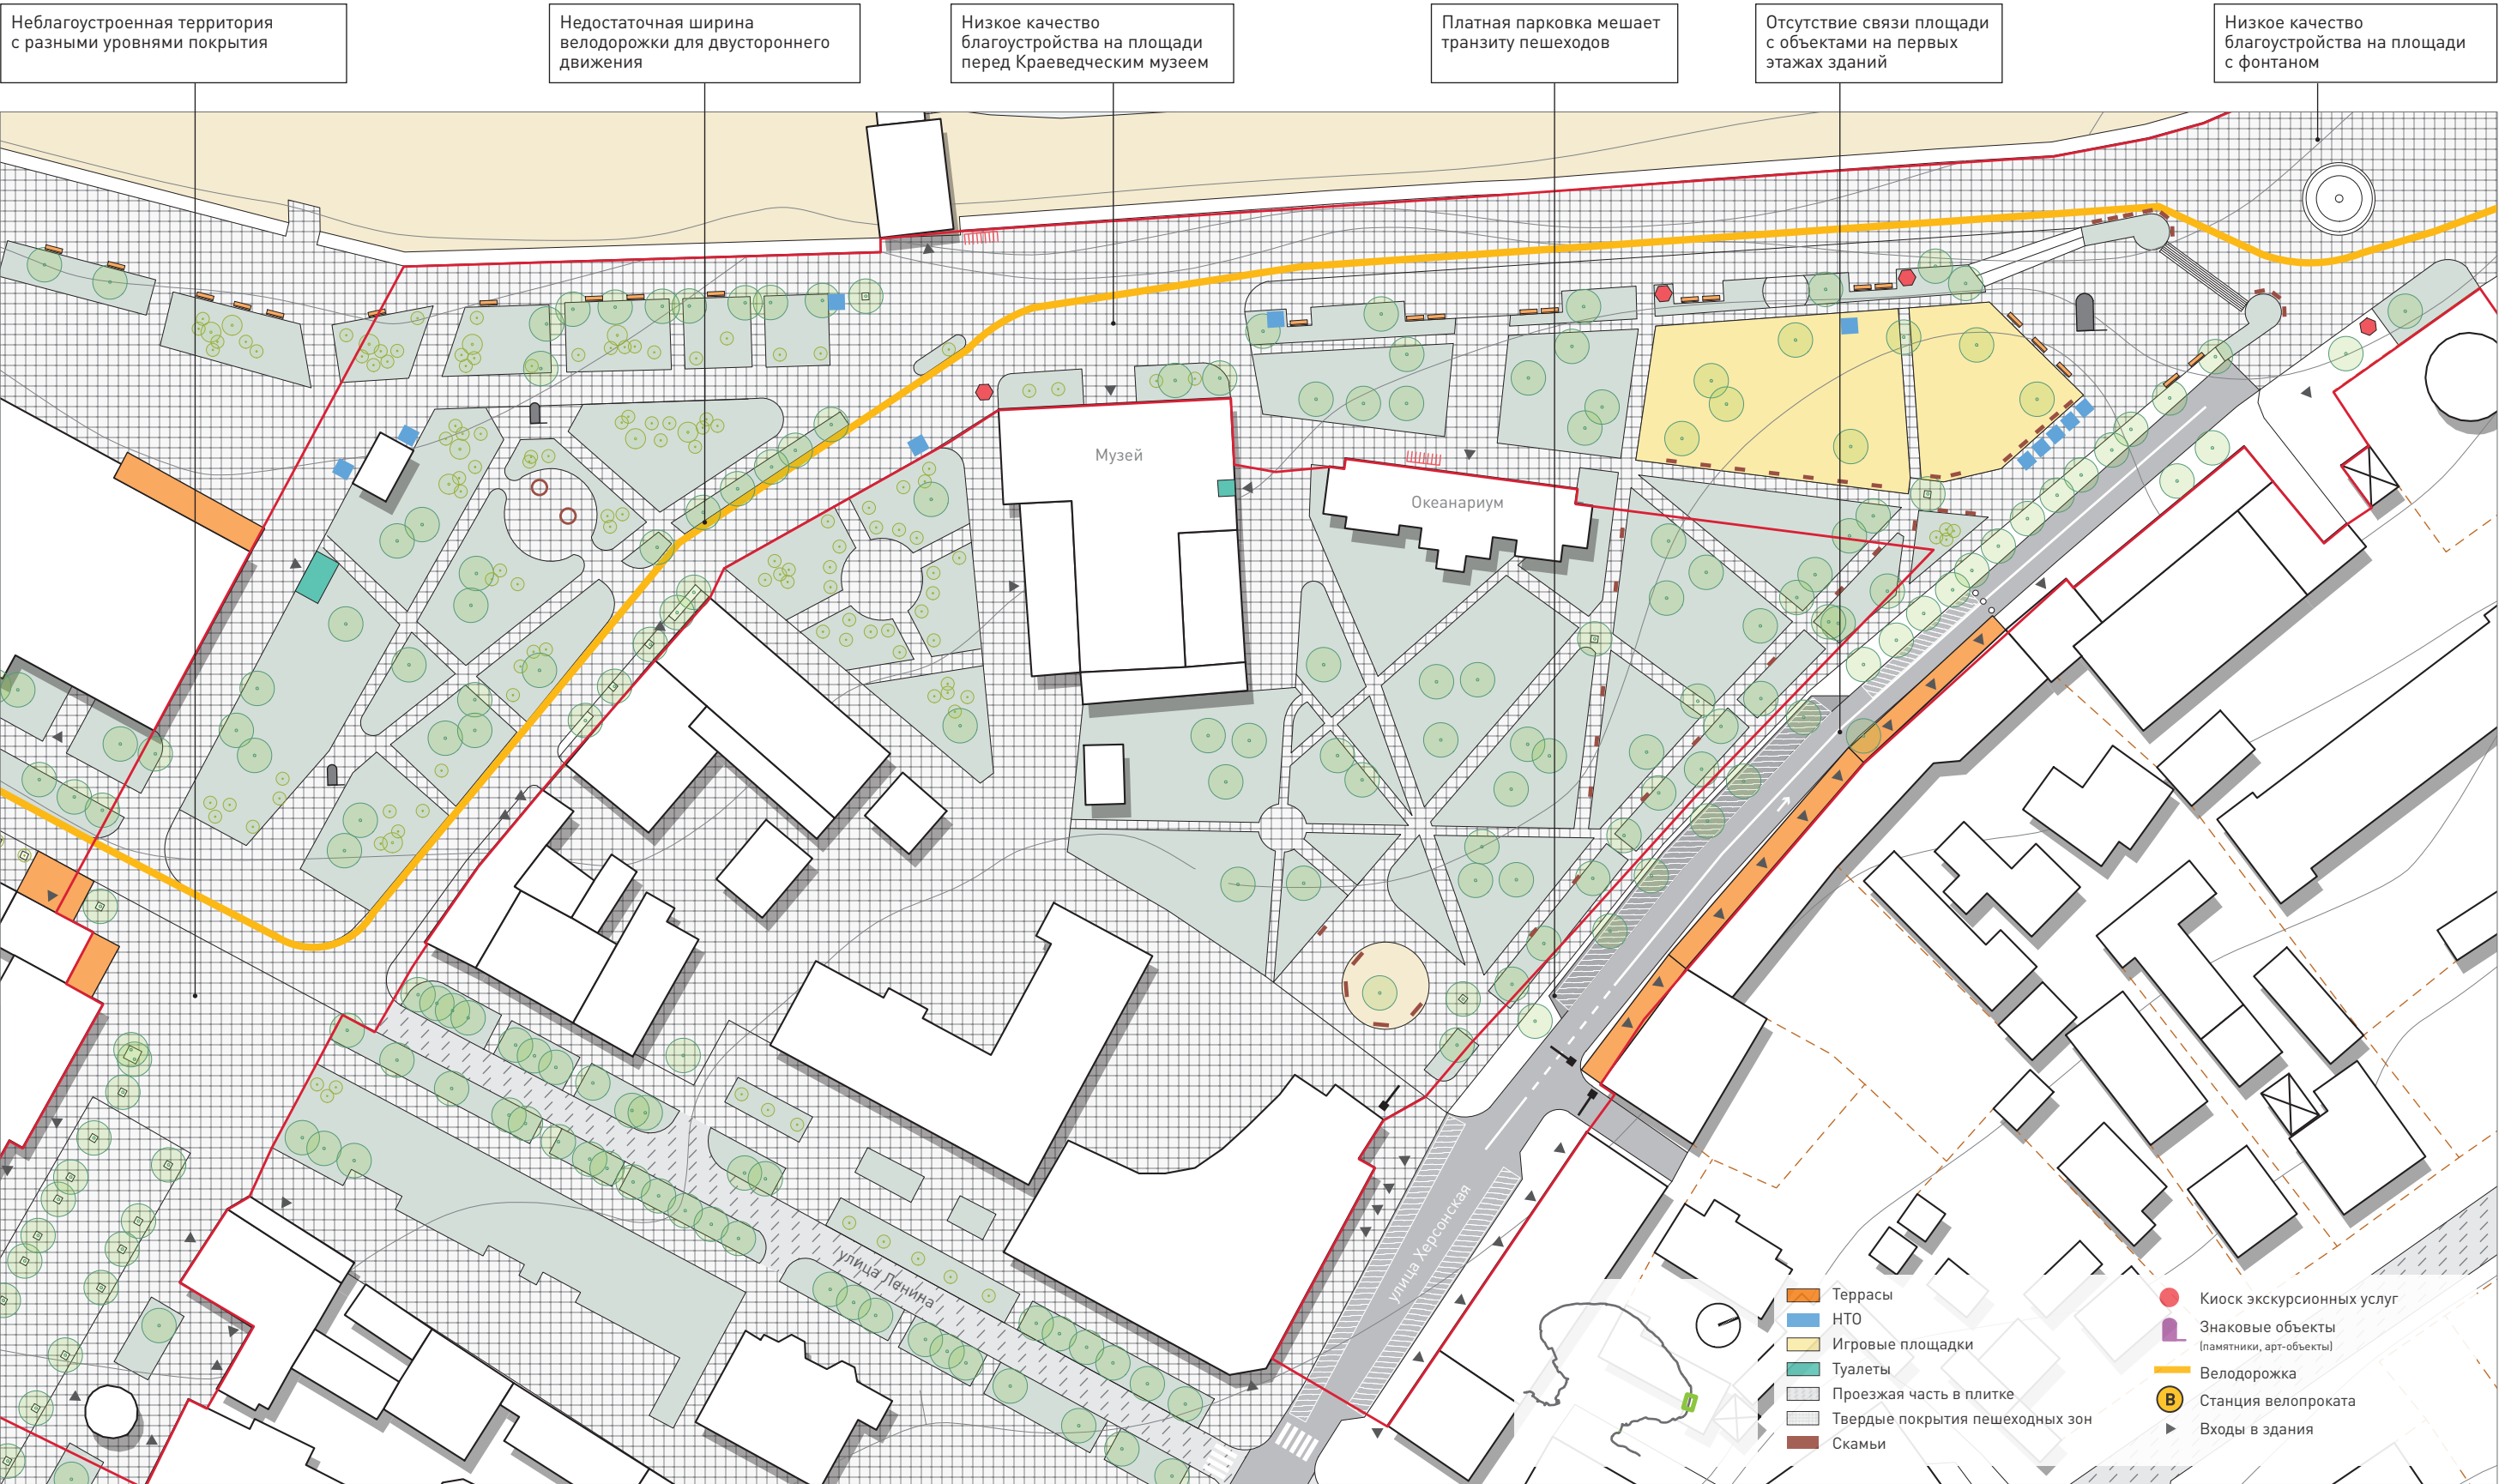 Неблагоустроенная территория
с разными уровнями покрытия
Недостаточная ширина
велодорожки для двустороннего
движения
Низкое качество
благоустройства на площади
перед Краеведческим музеем
Платная парковка мешает
транзиту пешеходов
Отсутствие связи площади
с объектами на первых
этажах зданий
Низкое качество
благоустройства на площади
с фонтаном
Музей
Океанариум
улица Ленина
улица Херсонская
Террасы
НТО
Игровые площадки
Туалеты
Проезжая часть в плитке
Твердые покрытия пешеходных зон
Скамьи
Киоск экскурсионных услуг
Знаковые объекты
(памятники, арт-объекты)
Велодорожка
В
Станция велопроката
Входы в здания